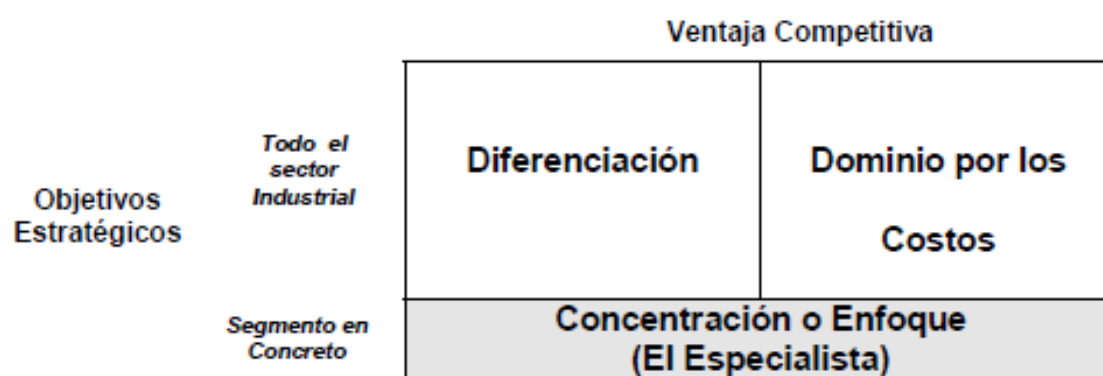 Ventaja Competitiva
Todo el
sector
Industrial
Diferenciación
Dominio por los
Costos
Objetivos
Estratégicos
Segmento en
Concreto
Concentración o Enfoque
(El Especialista)